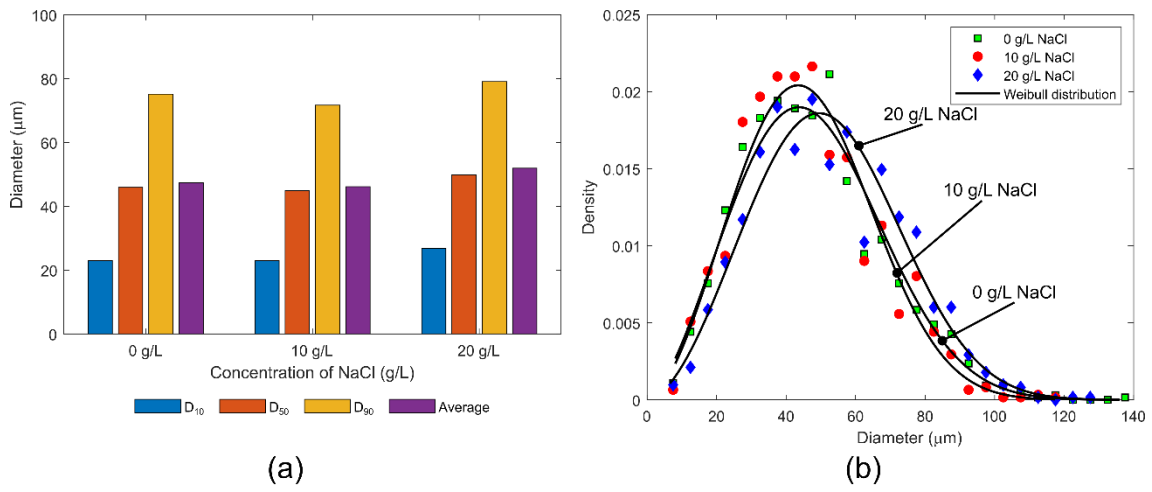 100
80
60
40
20
0
Diameter (μm)
0 g/L
10 g/L
20 g/L
Concentration of NaCl (g/L)
D₁₀
D₅₀
D₉₀
Average
(a)
0.025
0.02
0.015
0.01
0.005
0
Density
0 g/L NaCl
10 g/L NaCl
20 g/L NaCl
Weibull distribution
20 g/L NaCl
10 g/L NaCl
0 g/L NaCl
0 20 40 60 80 100 120 140
Diameter (μm)
(b)